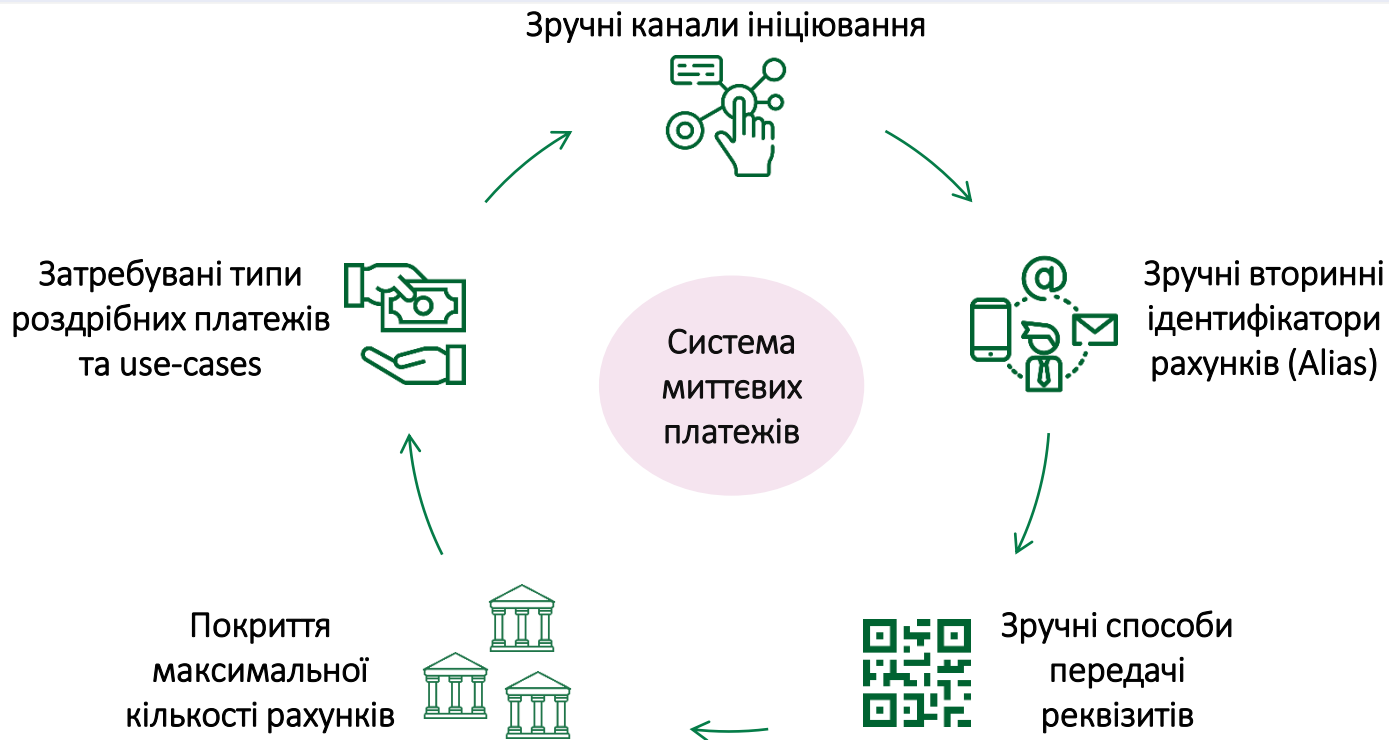 Зручні канали ініціювання
Затребувані типи
роздрібних платежів
та use-cases
Система
миттєвих
платежів
Зручні вторинні
ідентифікатори
рахунків (Alias)
Покриття
максимальної
кількості рахунків
Зручні способи
передачі
реквізитів